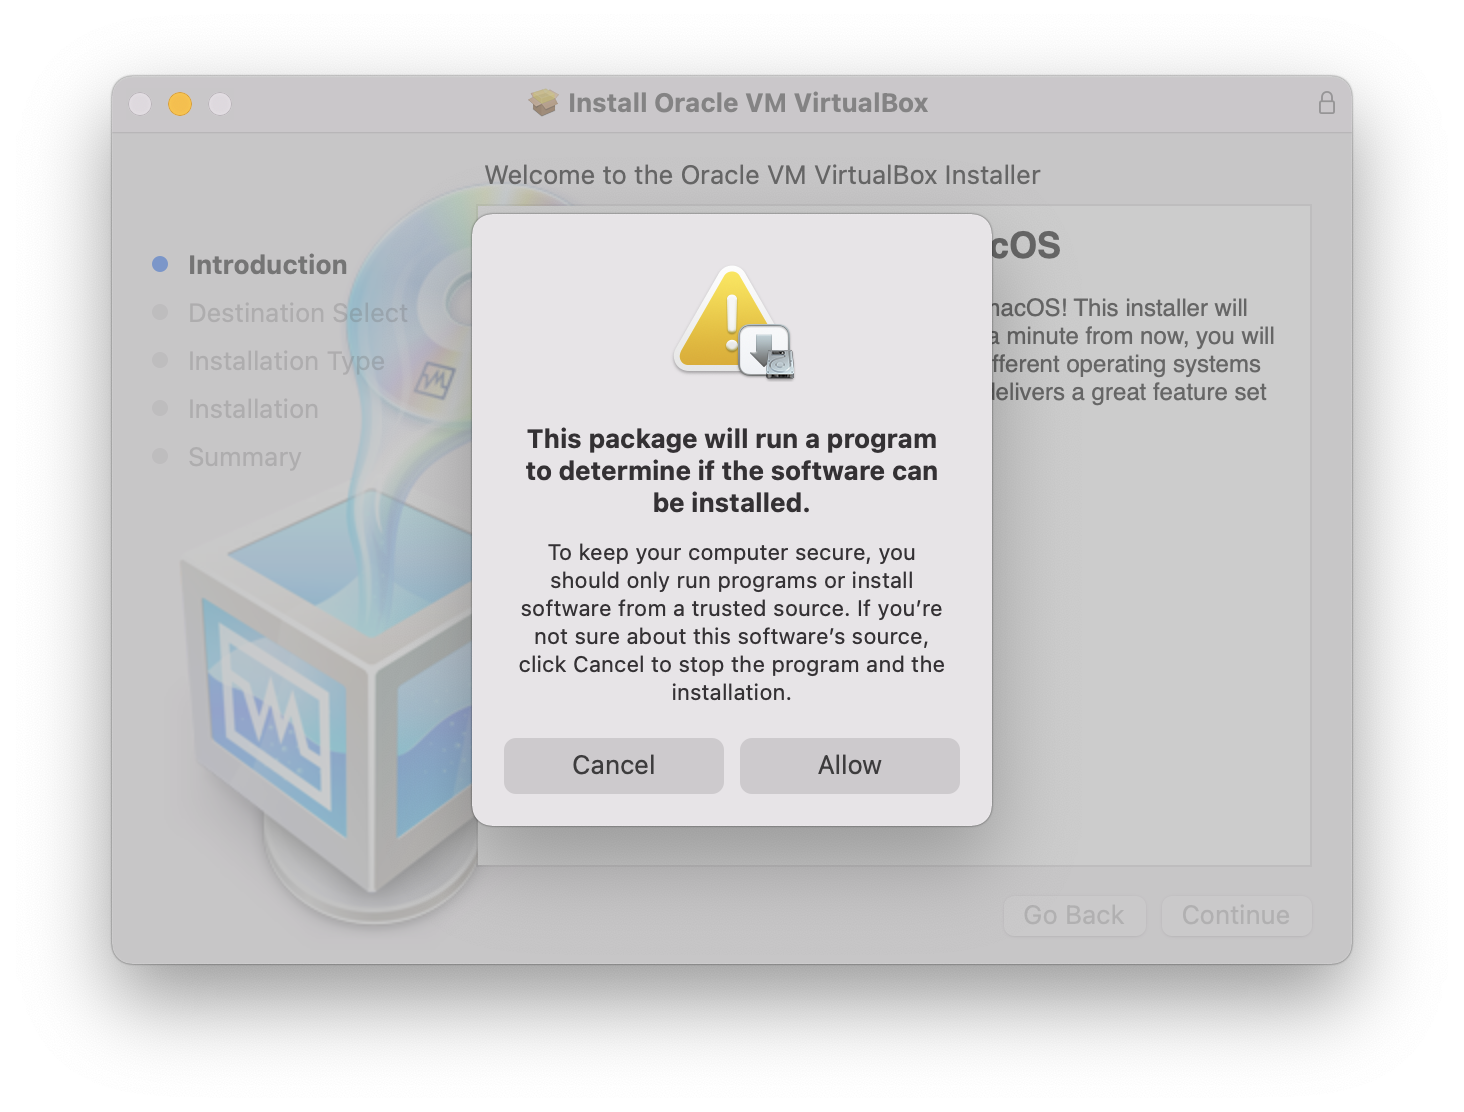 Install Oracle VM VirtualBox
Welcome to the Oracle VM VirtualBox Installer
Introduction
Destination Select
Installation Type
Installation
Summary
cOS
macOS! This installer will
a minute from now, you will
fferent operating systems
delivers a great feature set
This package will run a program
to determine if the software can
be installed.
To keep your computer secure, you
should only run programs or install
software from a trusted source. If you’re
not sure about this software’s source,
click Cancel to stop the program and the
installation.
Cancel
Allow
Go Back
Continue